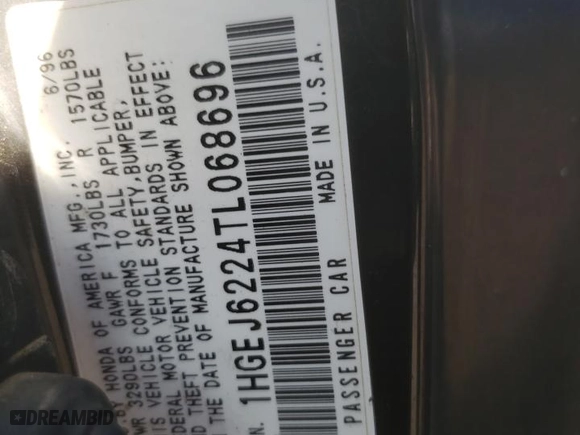 BY HONDA OF AMERICA MFG., INC. 6/96
3290LBS GAWR F 1730LBS R 1570LBS
VEHICLE CONFORMS TO ALL APPLICABLE
MOTOR VEHICLE SAFETY, BUMPER,
THEFT PREVENTION STANDARDS IN EFFECT
THE DATE OF MANUFACTURE SHOWN ABOVE:
1HGEJ6224TL068696
PASSENGER CAR MADE IN U.S.A.
DREAMBID